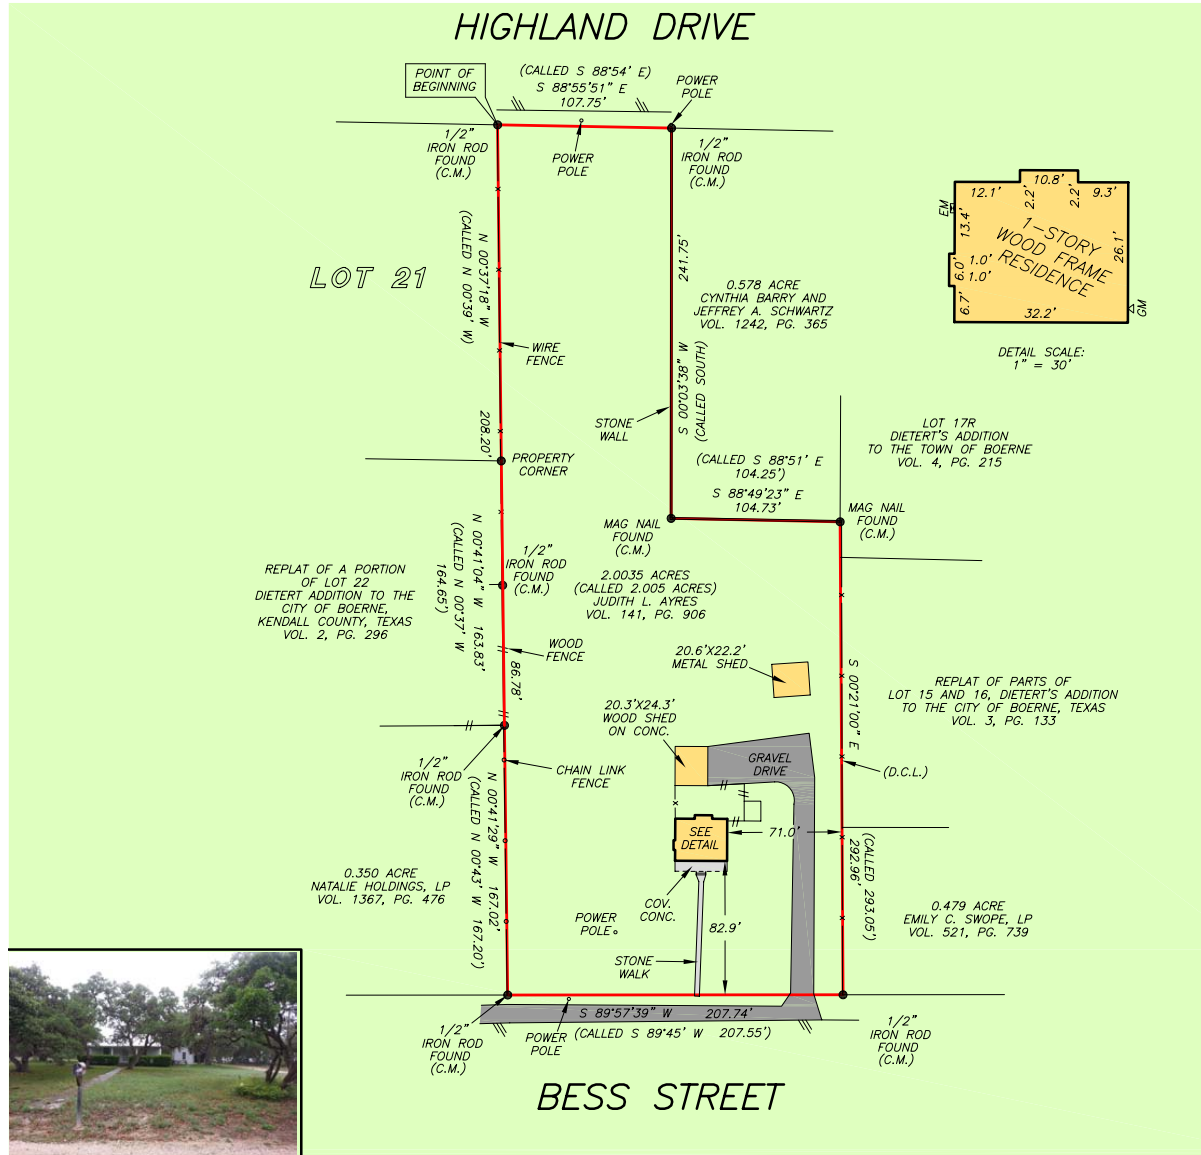 HIGHLAND DRIVE
POINT OF
BEGINNING
(CALLED S 88°54' E)
S 88°55'51" E
107.75'
POWER
POLE
1/2"
IRON ROD
FOUND
(C.M.)
POWER
POLE
1/2"
IRON ROD
FOUND
(C.M.)
10.8'
12.1'
2.2'
2.2'
9.3'
EM
E
13.4'
1-STORY
WOOD FRAME
RESIDENCE
26.1'
6.0'
1.0'
1.0'
6.7'
32.2'
GM
DETAIL SCALE:
1" = 30'
LOT 21
N 00°37'18" W
(CALLED N 00°39' W)
208.20'
WIRE
FENCE
241.75'
S 00°03'38" W
(CALLED SOUTH)
0.578 ACRE
CYNTHIA BARRY AND
JEFFREY A. SCHWARTZ
VOL. 1242, PG. 365
STONE
WALL
PROPERTY
CORNER
(CALLED S 88°51' E
104.25')
S 88°49'23" E
104.73'
LOT 17R
DIETERT'S ADDITION
TO THE TOWN OF BOERNE
VOL. 4, PG. 215
MAG NAIL
FOUND
(C.M.)
MAG NAIL
FOUND
(C.M.)
N 00°41'04" W 163.83'
(CALLED N 00°37' W
164.65')
1/2"
IRON ROD
FOUND
(C.M.)
2.0035 ACRES
(CALLED 2.005 ACRES)
JUDITH L. AYRES
VOL. 141, PG. 906
REPLAT OF A PORTION
OF LOT 22
DIETERT ADDITION TO THE
CITY OF BOERNE,
KENDALL COUNTY, TEXAS
VOL. 2, PG. 296
WOOD
FENCE
86.78'
20.6'X22.2'
METAL SHED
S 00°21'00" E
REPLAT OF PARTS OF
LOT 15 AND 16, DIETERT'S ADDITION
TO THE CITY OF BOERNE, TEXAS
VOL. 3, PG. 133
20.3'X24.3'
WOOD SHED
ON CONC.
1/2"
IRON ROD
FOUND
(C.M.)
CHAIN LINK
FENCE
GRAVEL
DRIVE
(D.C.L.)
N 00°41'29" W 167.02'
(CALLED N 00°43' W 167.20')
SEE
DETAIL
71.0'
292.96'
(CALLED 293.05')
0.350 ACRE
NATALIE HOLDINGS, LP
VOL. 1367, PG. 476
COV.
CONC.
POWER
POLE
82.9'
0.479 ACRE
EMILY C. SWOPE, LP
VOL. 521, PG. 739
STONE
WALK
S 89°57'39" W 207.74'
(CALLED S 89°45' W 207.55')
1/2"
IRON ROD
FOUND
(C.M.)
POWER
POLE
1/2"
IRON ROD
FOUND
(C.M.)
BESS STREET